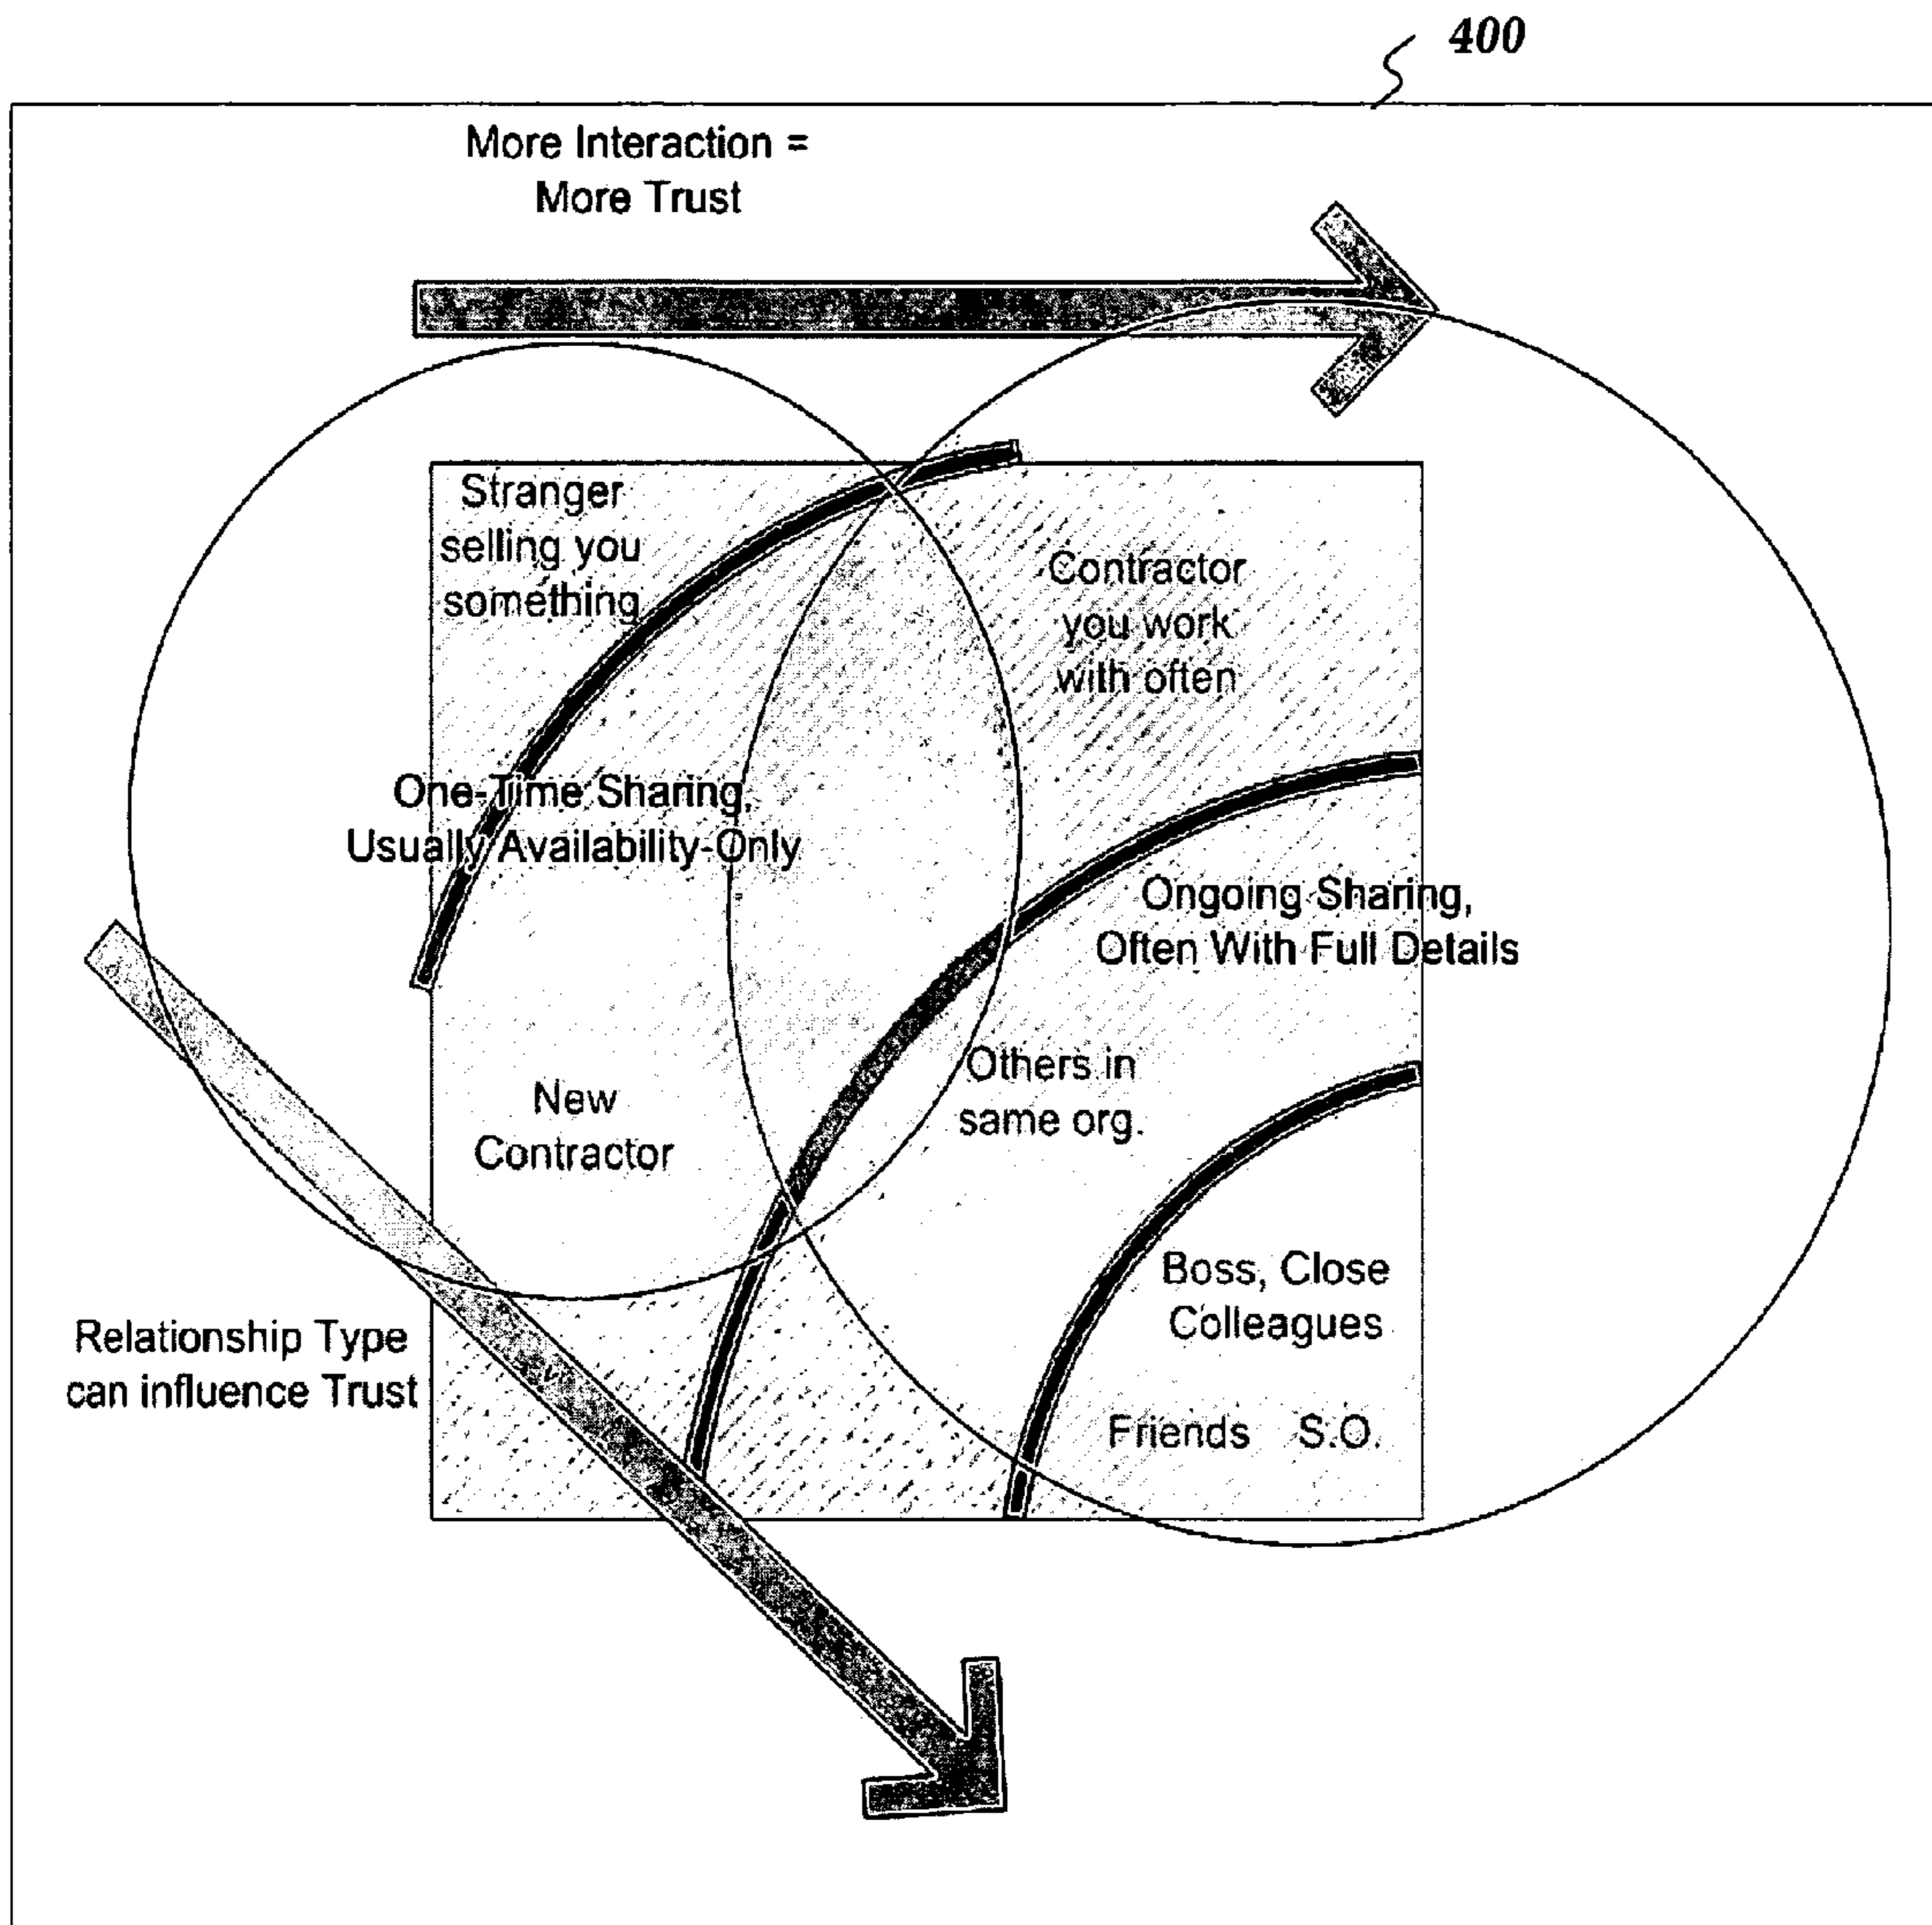 400
More Interaction =
More Trust
Stranger
selling you
something
Contractor
you work
with often
One-Time Sharing,
Usually Availability-Only
Ongoing Sharing,
Often With Full Details
Others in
same org.
New
Contractor
Boss, Close
Colleagues
Relationship Type
can influence Trust
Friends S.O.